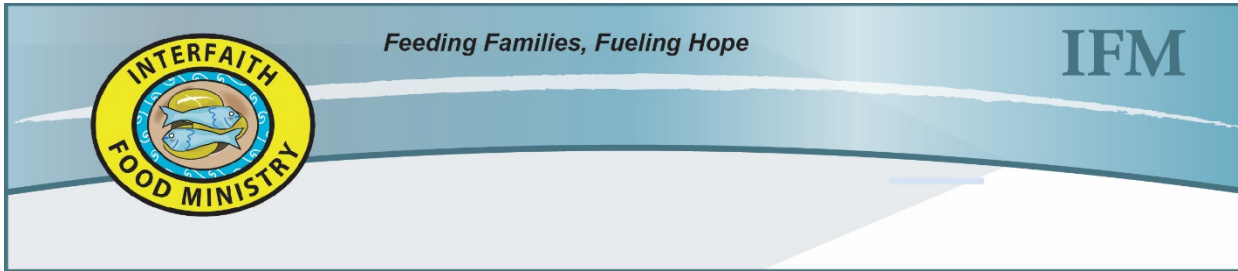 Feeding Families, Fueling Hope
IFM
INTERFAITH
FOOD MINISTRY